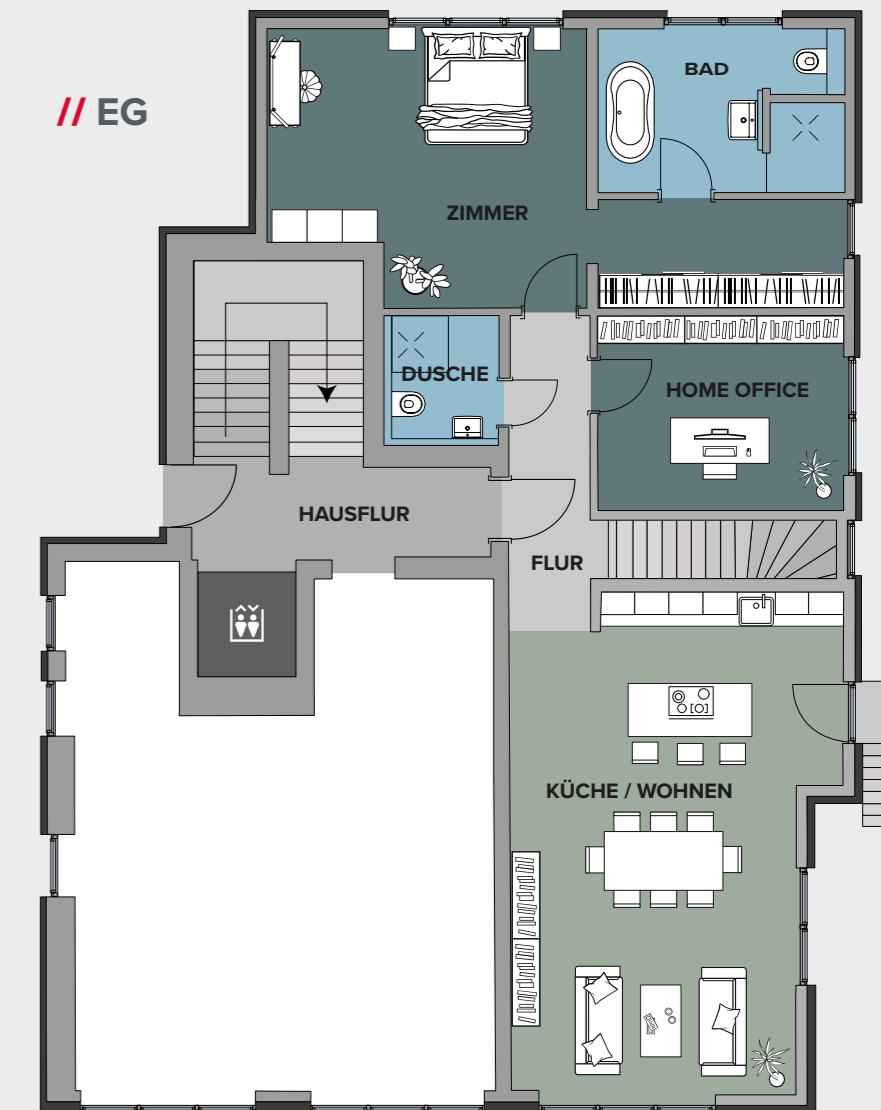 // EG
BAD
ZIMMER
DUSCHE
HOME OFFICE
HAUSFLUR
FLUR
KÜCHE / WOHNEN